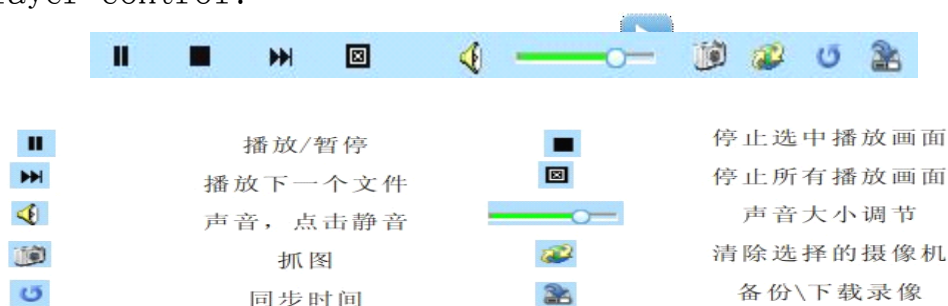 播放/暂停 停止选中播放画面
播放下一个文件 停止所有播放画面
声音，点击静音 声音大小调节
抓图 清除选择的摄像机
同步时间 备份\下载录像